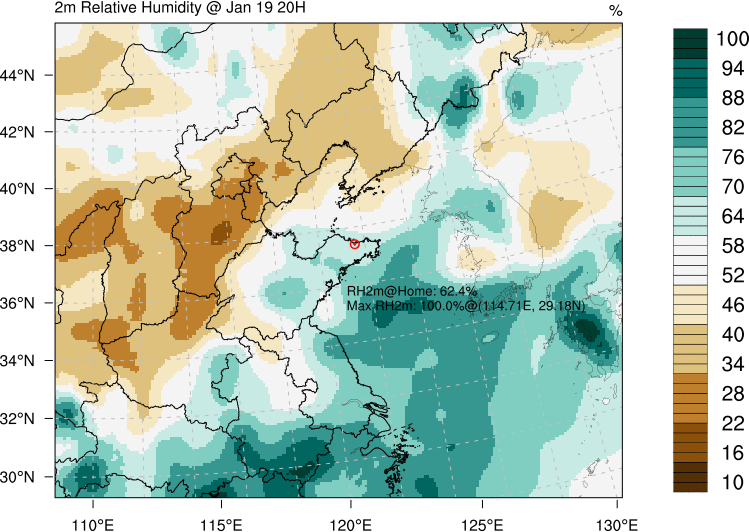 2m Relative Humidity @ Jan 19 20H
%
44°N
42°N
40°N
38°N
36°N
34°N
32°N
30°N
110°E
115°E
120°E
125°E
130°E
RH2m@Home: 62.4%
Max RH2m: 100.0%@(114.71E, 29.18N)
100
94
88
82
76
70
64
58
52
46
40
34
28
22
16
10